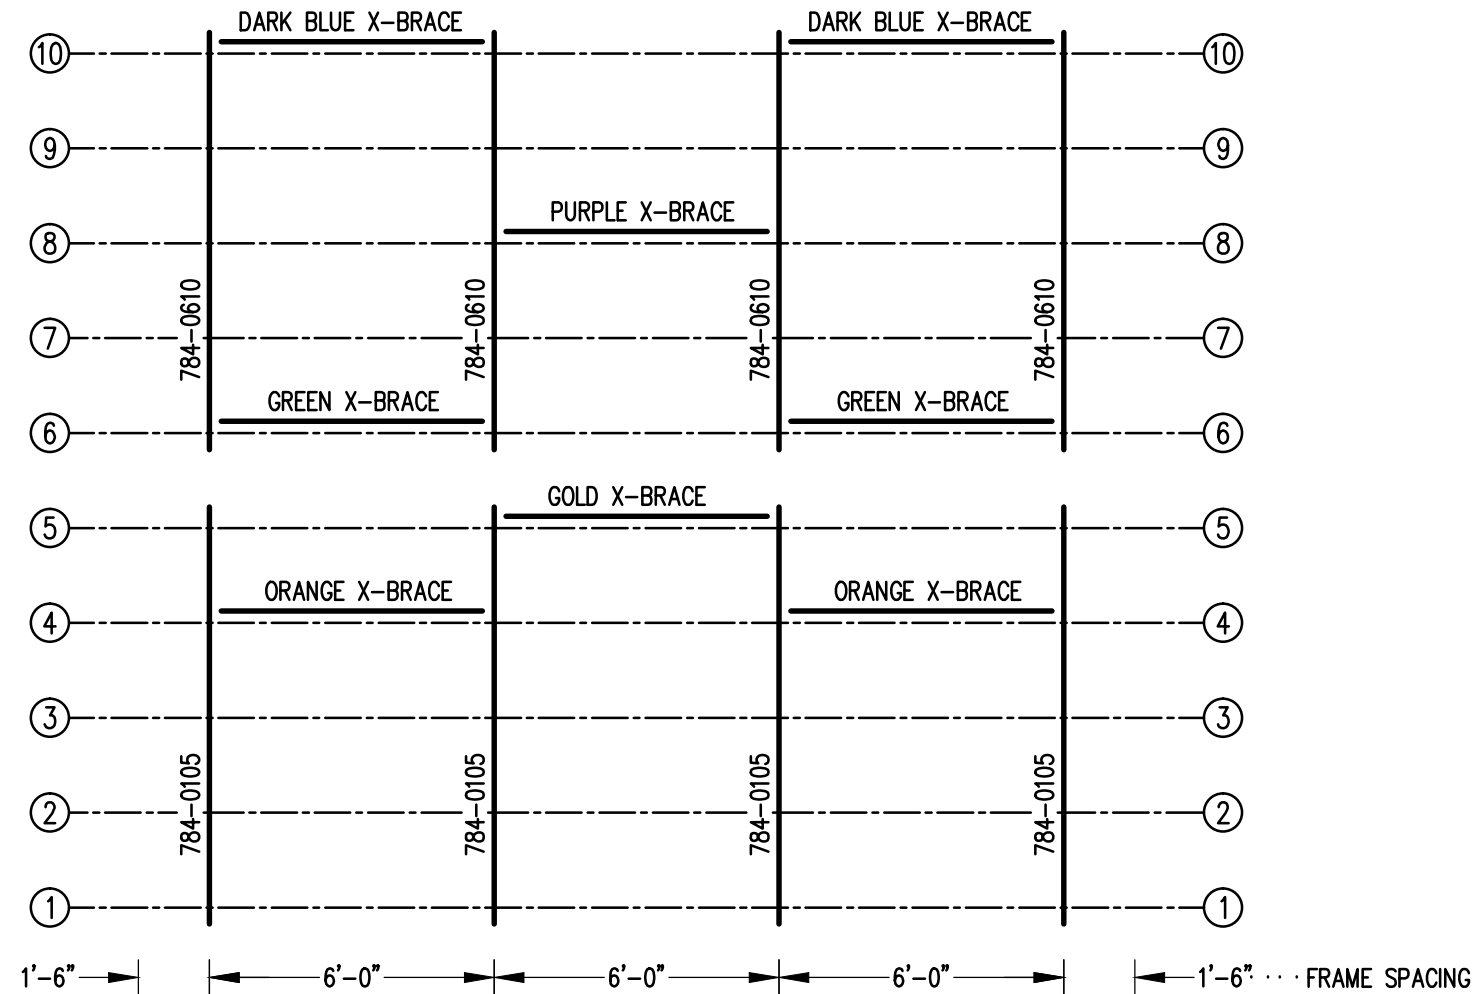 DARK BLUE X-BRACE DARK BLUE X-BRACE
10 10
9 9
PURPLE X-BRACE
8 8
784-0610 784-0610 784-0610 784-0610
7 7
GREEN X-BRACE GREEN X-BRACE
6 6
GOLD X-BRACE
5 5
ORANGE X-BRACE ORANGE X-BRACE
4 4
3 3
784-0105 784-0105 784-0105 784-0105
2 2
1 1
1'-6" 6'-0" 6'-0" 6'-0" 1'-6" · · · FRAME SPACING